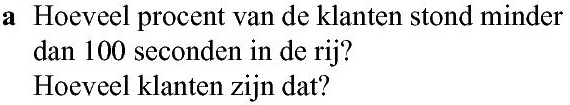 a Hoeveel procent van de klanten stond minder
dan 100 seconden in de rij?
Hoeveel klanten zijn dat?